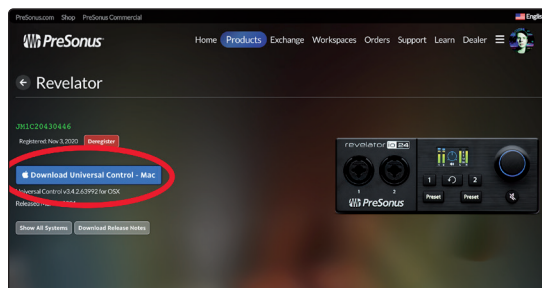 PreSonus.com Shop PreSonus Commercial
English
PreSonus
Home Products Exchange Workspaces Orders Support Learn Dealer
Revelator
JM1C20430446
Registered: Nov 3, 2020 Deregister
Download Universal Control - Mac
Universal Control v3.4.2.63992 for OSX
Released
Show All Systems Download Release Notes
revelator io 24
1 2
1 2
Preset Preset
PreSonus